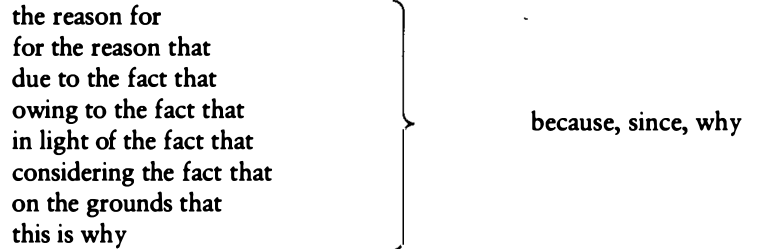 the reason for
for the reason that
due to the fact that
owing to the fact that
in light of the fact that
considering the fact that
on the grounds that
this is why
because, since, why